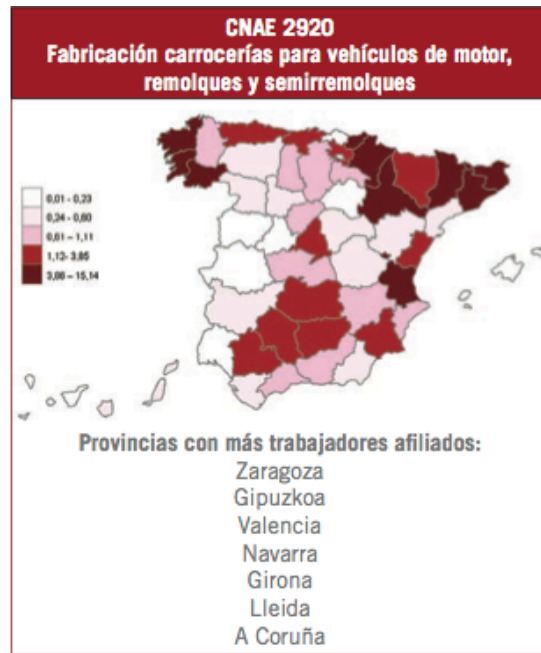 CNAE 2920
Fabricación carrocerías para vehículos de motor,
remolques y semirremolques
0,01 - 0,23
0,24 - 0,60
0,61 - 1,11
1,12- 3,85
3,86 - 15,14
Provincias con más trabajadores afiliados:
Zaragoza
Gipuzkoa
Valencia
Navarra
Girona
Lleida
A Coruña